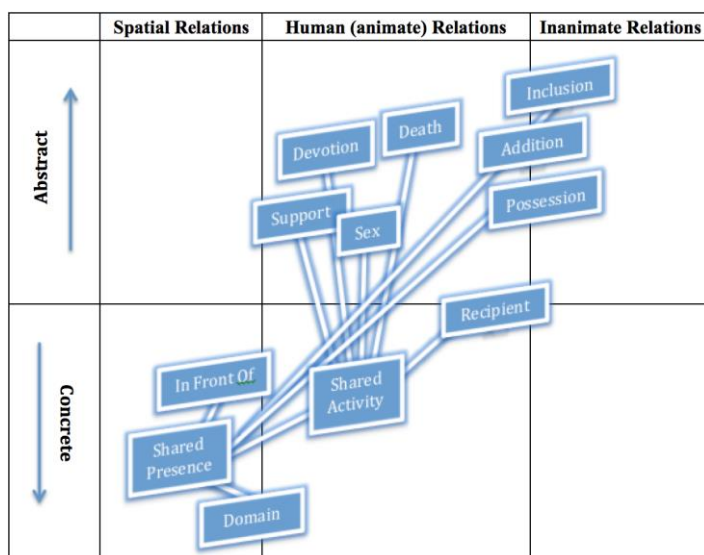 Spatial Relations
Human (animate) Relations
Inanimate Relations
Abstract
Inclusion
Death
Devotion
Addition
Possession
Support
Sex
Concrete
Recipient
In Front Of
Shared
Activity
Shared
Presence
Domain